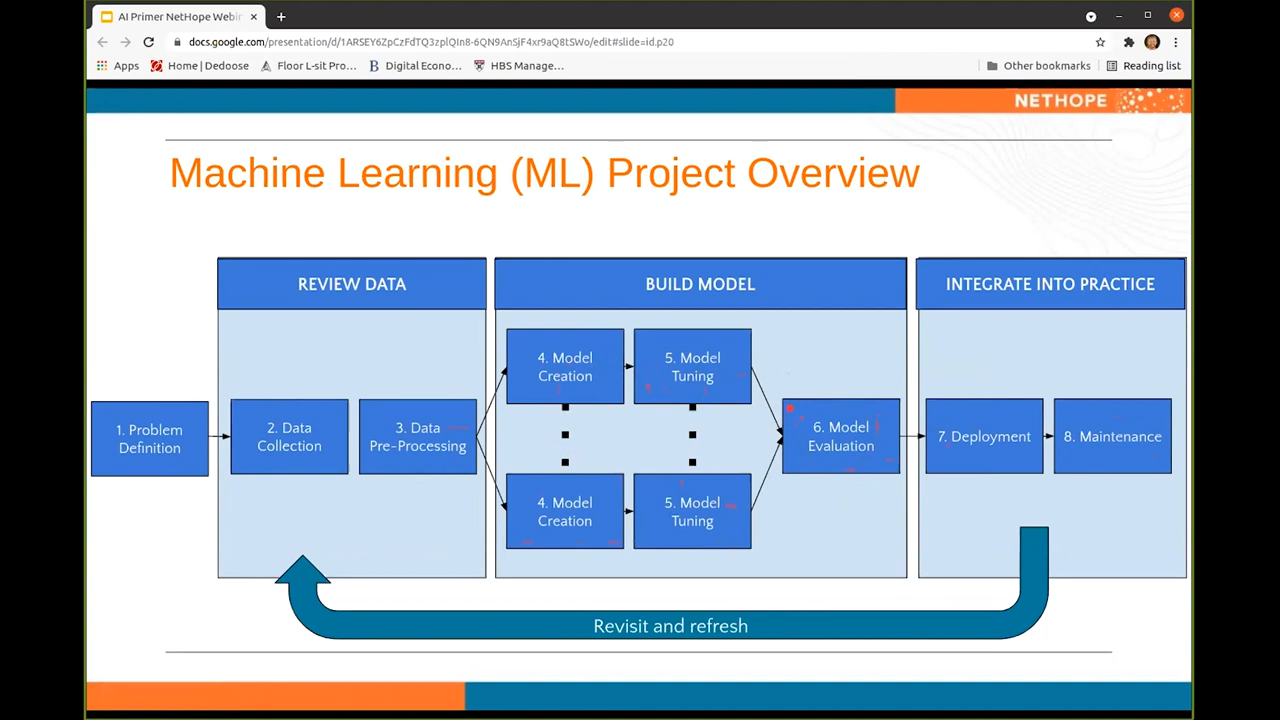 AI Primer NetHope Webin
docs.google.com/presentation/d/1ARSEY6ZpCzFdTQ3zplQIn8-6QN9AnSjF4xr9aQ8tSWo/edit#slide=id.p20
Apps
Home | Dedoose
Floor L-sit Pro...
Digital Econo...
HBS Manage...
Other bookmarks
Reading list
NETHOPE
Machine Learning (ML) Project Overview
REVIEW DATA
BUILD MODEL
INTEGRATE INTO PRACTICE
1. Problem
Definition
2. Data
Collection
3. Data
Pre-Processing
4. Model
Creation
5. Model
Tuning
4. Model
Creation
5. Model
Tuning
6. Model
Evaluation
7. Deployment
8. Maintenance
Revisit and refresh